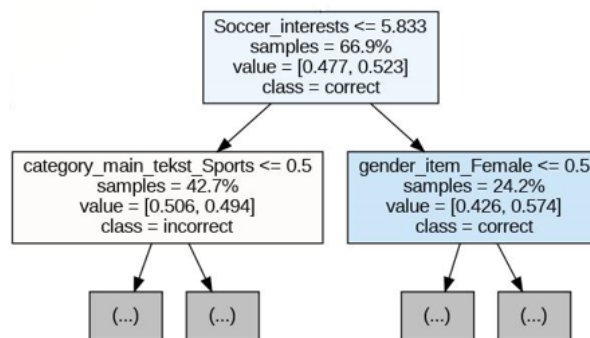 Soccer_interests <= 5.833
samples = 66.9%
value = [0.477, 0.523]
class = correct
category_main_tekst_Sports <= 0.5
samples = 42.7%
value = [0.506, 0.494]
class = incorrect
gender_item_Female <= 0.5
samples = 24.2%
value = [0.426, 0.574]
class = correct
(...)
(...)
(...)
(...)